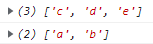 ▸ (3) ['c', 'd', 'e']
▸ (2) ['a', 'b']